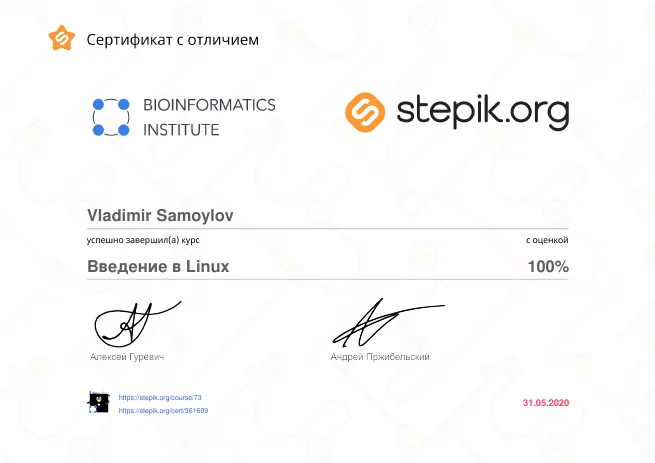 Сертификат с отличием
BIOINFORMATICS
INSTITUTE
stepik.org
Vladimir Samoylov
успешно завершил(а) курс
с оценкой
Введение в Linux
100%
Алексей Гуревич
Андрей Пржибельский
https://stepik.org/course/73
https://stepik.org/cert/361609
31.05.2020